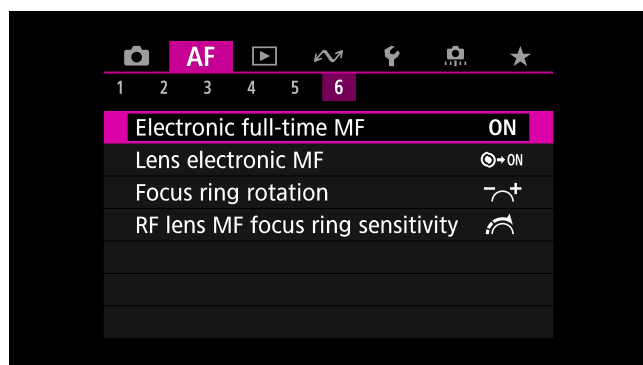 AF
1 2 3 4 5 6
Electronic full-time MF ON
Lens electronic MF ON
Focus ring rotation - +
RF lens MF focus ring sensitivity